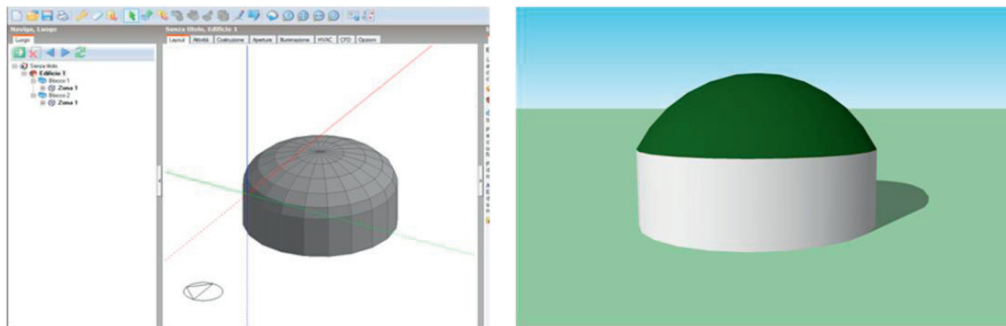 Naviga, Luogo
Luogo
Senza titolo
Edificio 1
Blocco 1
Zona 1
Blocco 2
Zona 1
Senza titolo, Edificio 1
Layout Attività Costruzione Aperture Illuminazione HVAC CFD Opzioni